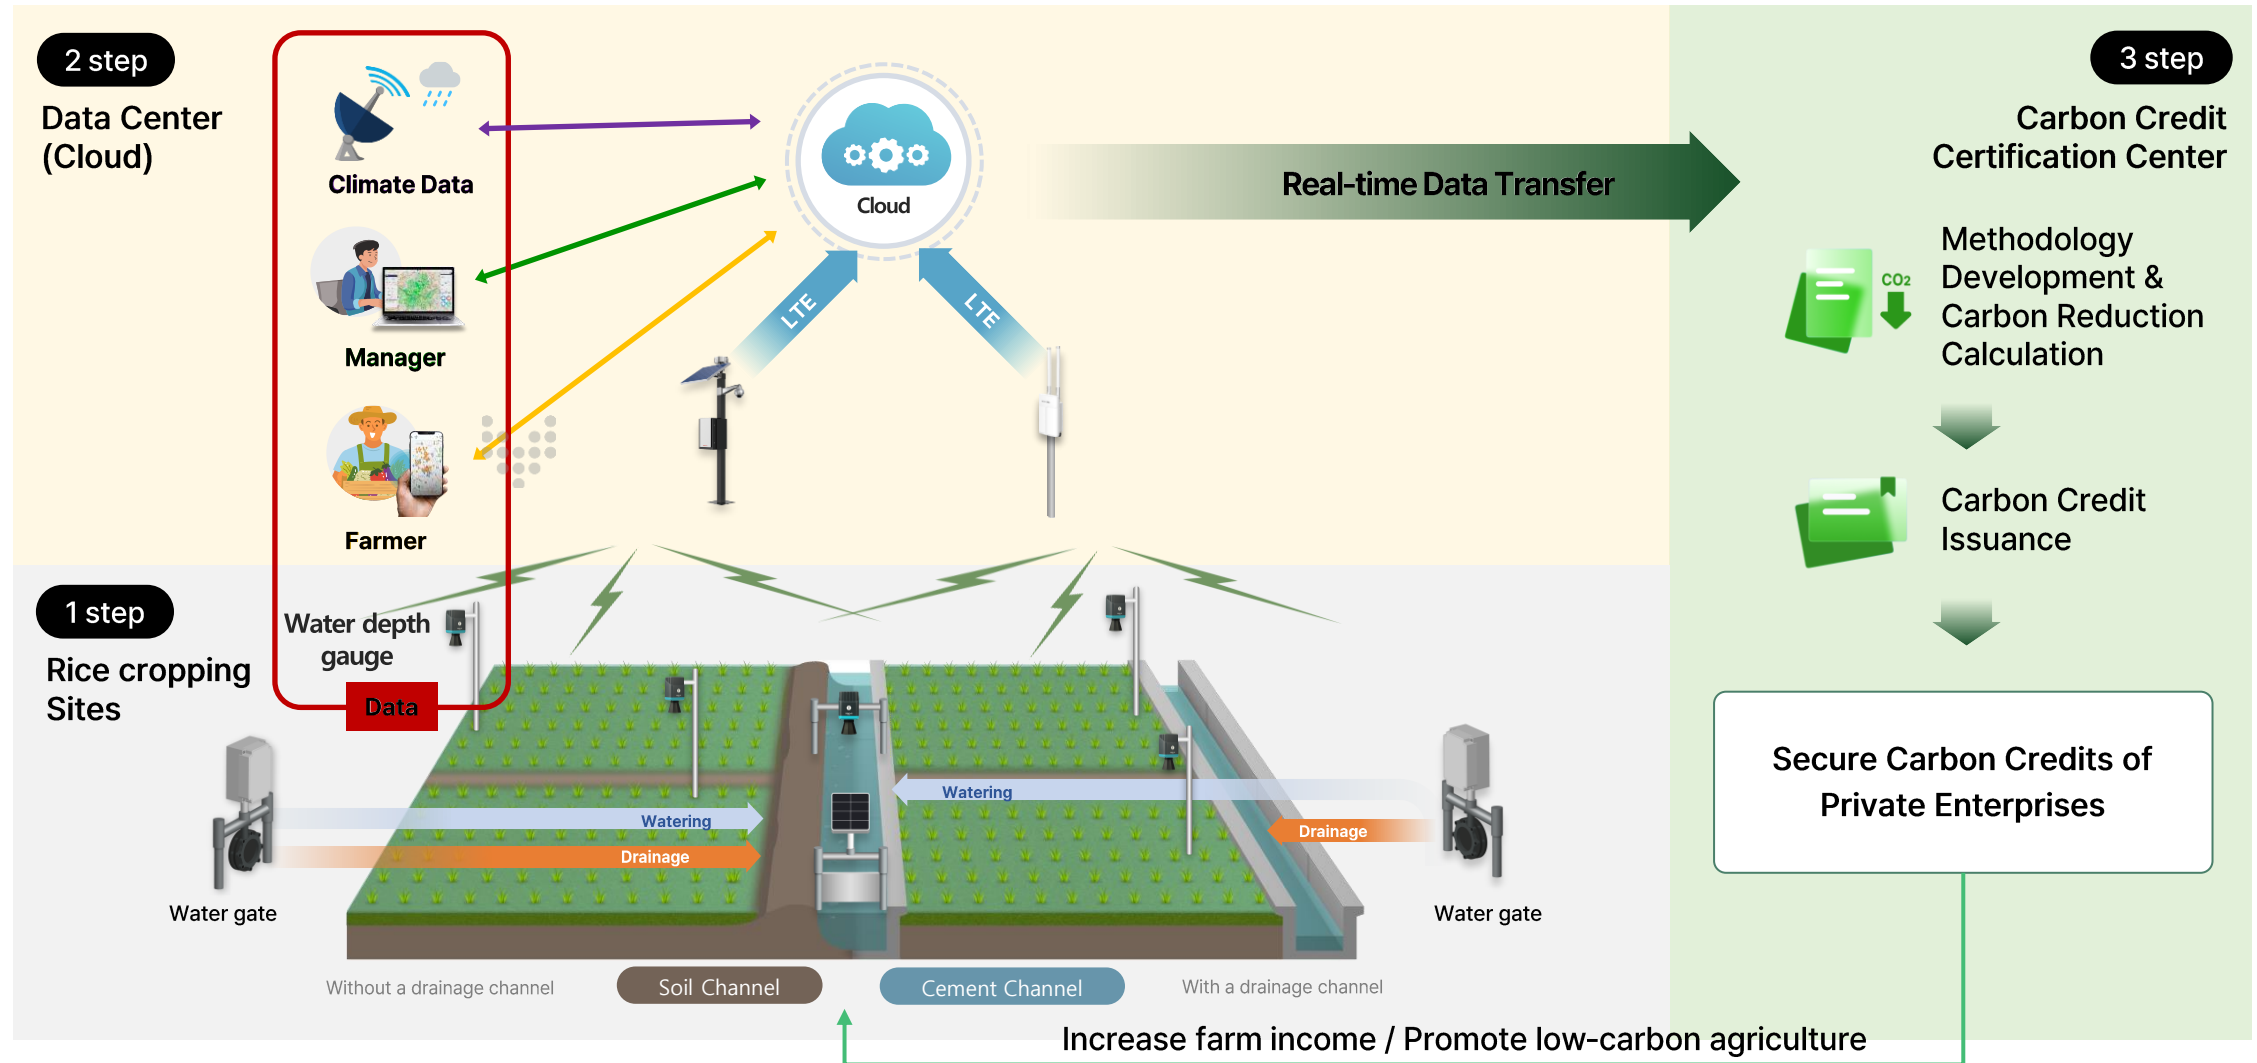 2 step
Data Center
(Cloud)
Climate Data
Manager
Farmer
Cloud
LTE
LTE
Real-time Data Transfer
3 step
Carbon Credit
Certification Center
CO2
Methodology
Development &
Carbon Reduction
Calculation
Carbon Credit
Issuance
Secure Carbon Credits of
Private Enterprises
1 step
Rice cropping
Sites
Water depth
gauge
Data
Watering
Drainage
Water gate
Watering
Drainage
Water gate
Without a drainage channel
Soil Channel
Cement Channel
With a drainage channel
Increase farm income / Promote low-carbon agriculture